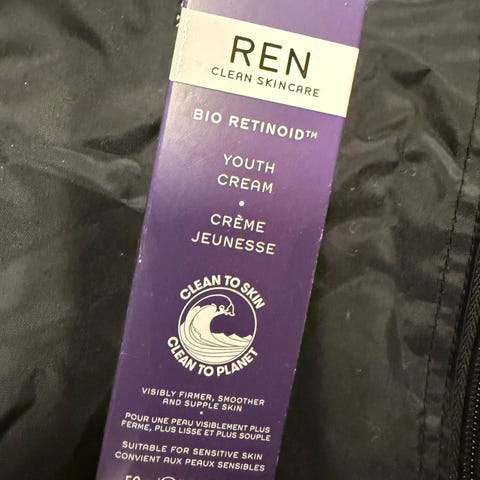 REN
CLEAN SKINCARE
BIO RETINOID™
YOUTH
CREAM
•
CRÈME
JEUNESSE
CLEAN TO SKIN
CLEAN TO PLANET
VISIBLY FIRMER, SMOOTHER
AND SUPPLE SKIN
•
POUR UNE PEAU VISIBLEMENT PLUS
FERME, PLUS LISSE ET PLUS SOUPLE
SUITABLE FOR SENSITIVE SKIN
CONVIENT AUX PEAUX SENSIBLES